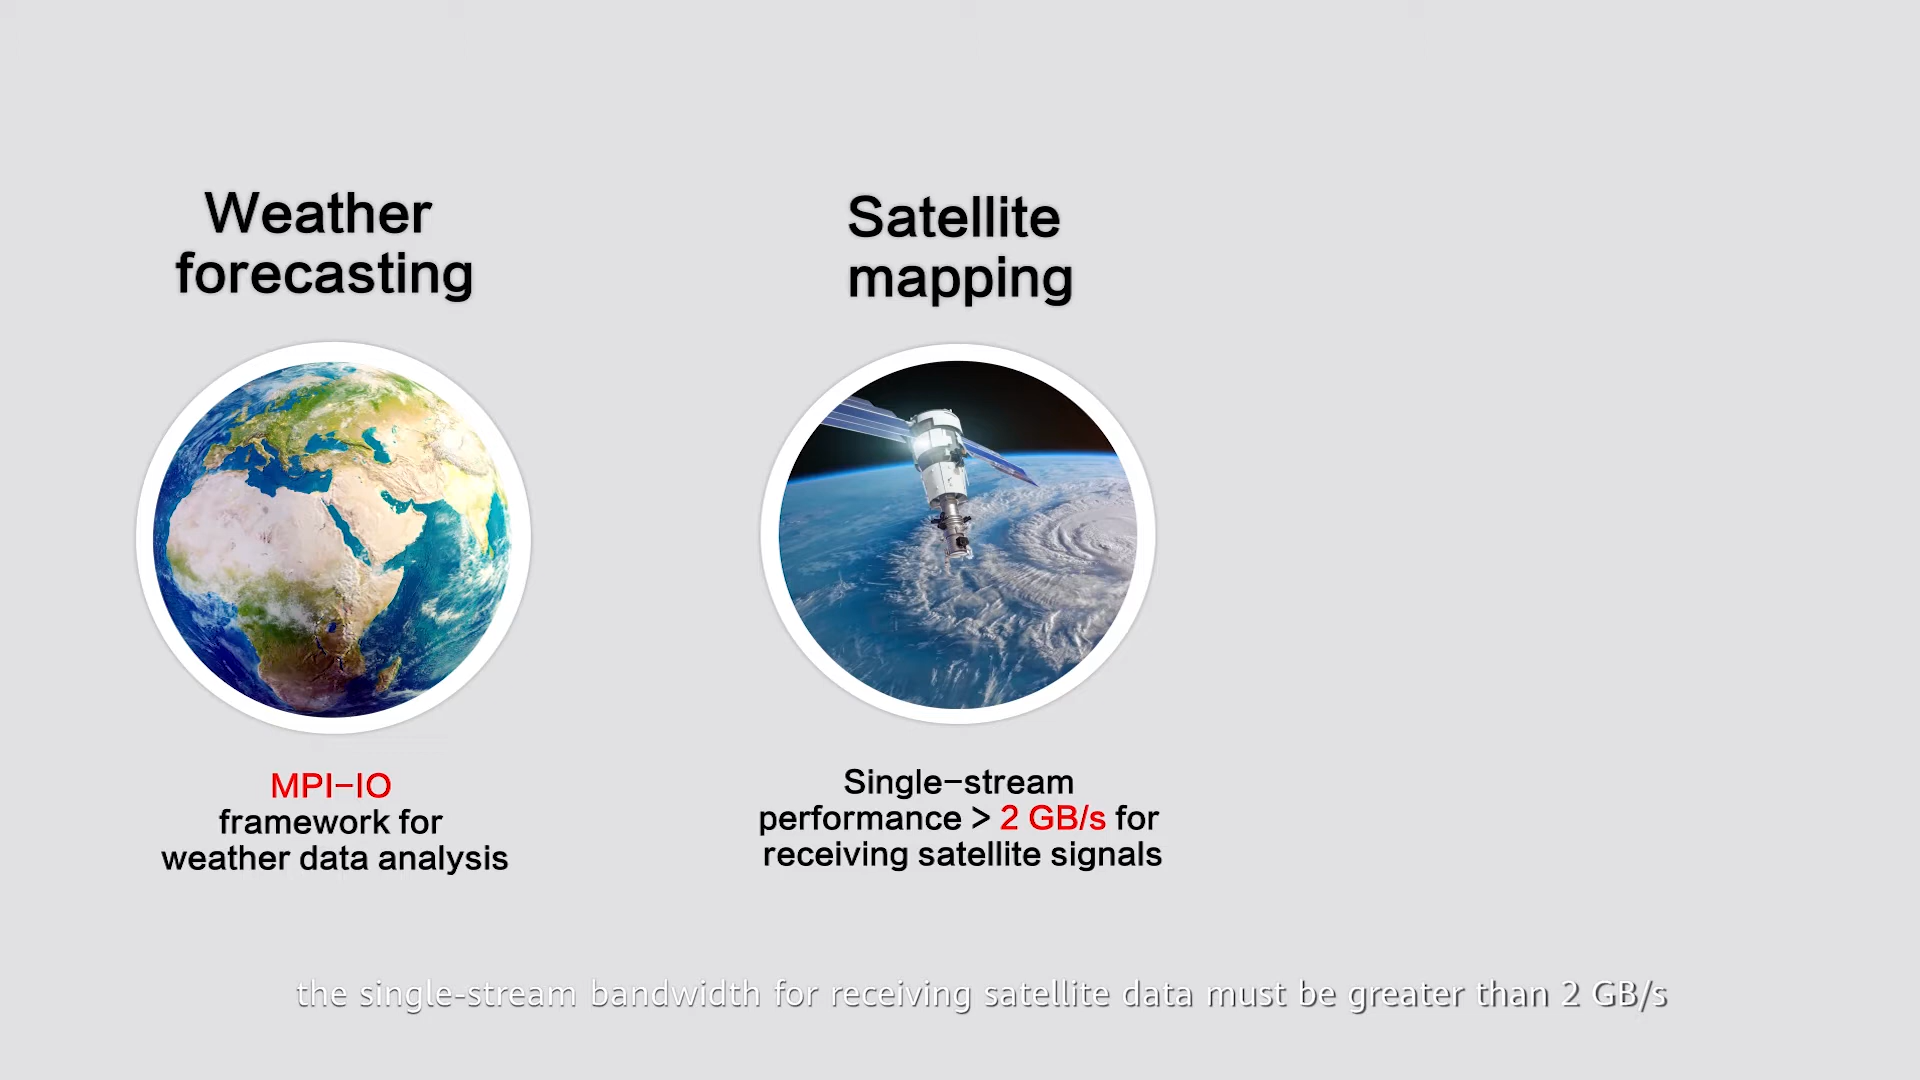 Weather
forecasting
MPI-IO
framework for
weather data analysis
Satellite
mapping
Single-stream
performance > 2 GB/s for
receiving satellite signals
the single-stream bandwidth for receiving satellite data must be greater than 2 GB/s